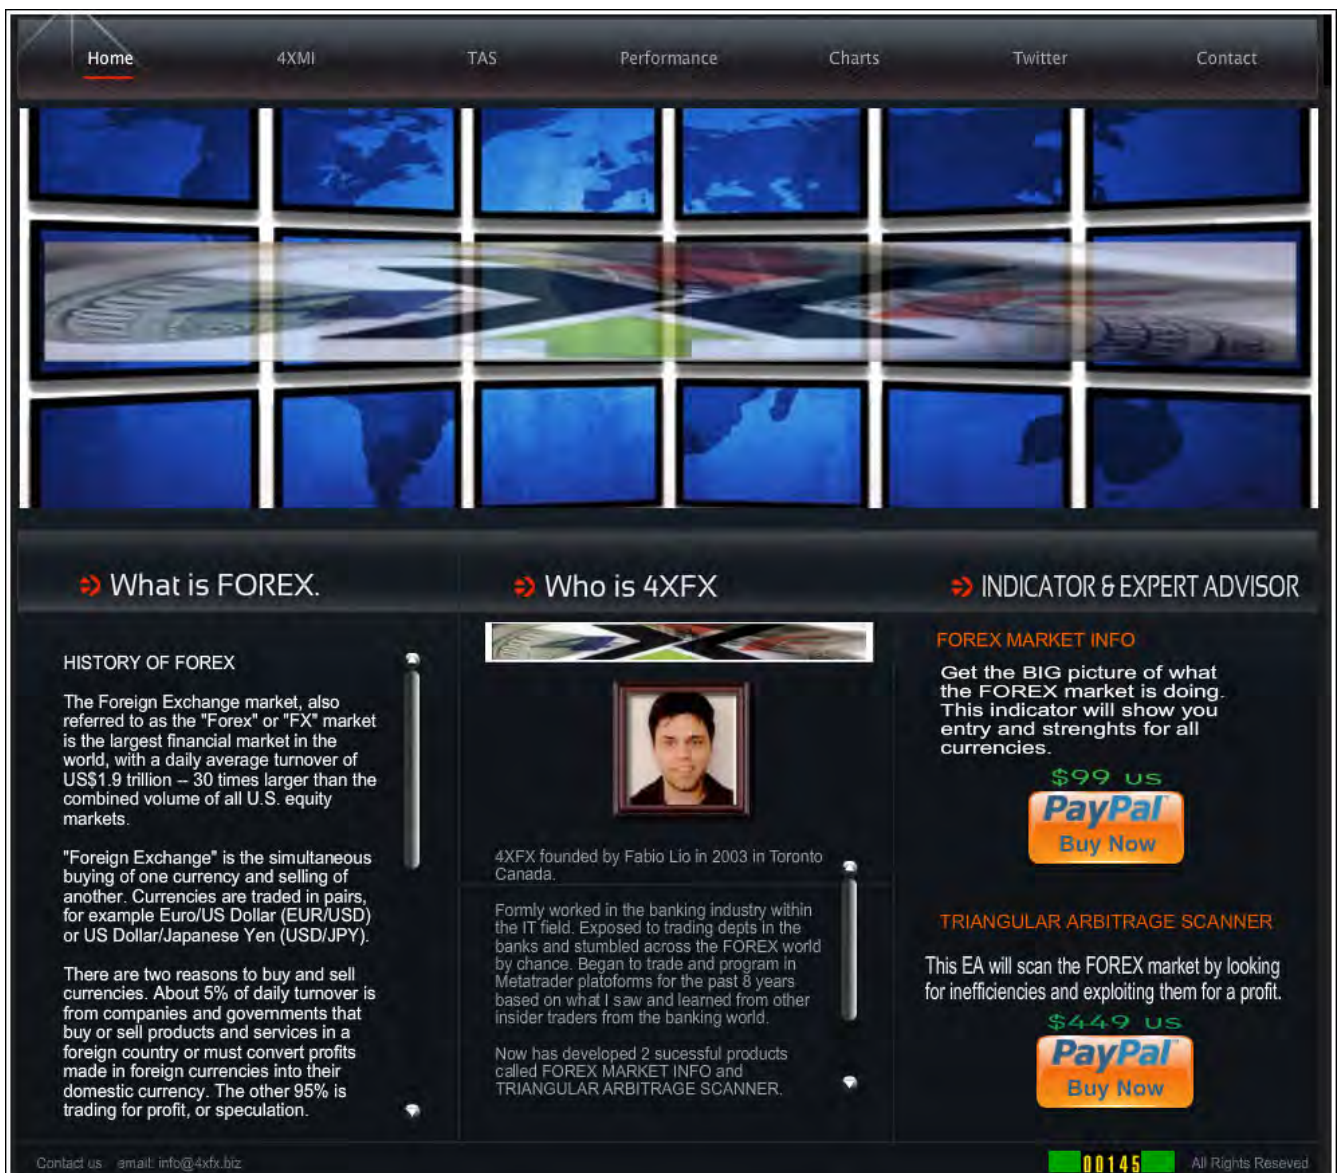 Home 4XMI TAS Performance Charts Twitter Contact
What is FOREX.
HISTORY OF FOREX
The Foreign Exchange market, also
referred to as the "Forex" or "FX" market
is the largest financial market in the
world, with a daily average turnover of
US$1.9 trillion -- 30 times larger than the
combined volume of all U.S. equity
markets.
"Foreign Exchange" is the simultaneous
buying of one currency and selling of
another. Currencies are traded in pairs,
for example Euro/US Dollar (EUR/USD)
or US Dollar/Japanese Yen (USD/JPY).
There are two reasons to buy and sell
currencies. About 5% of daily turnover is
from companies and governments that
buy or sell products and services in a
foreign country or must convert profits
made in foreign currencies into their
domestic currency. The other 95% is
trading for profit, or speculation.
Who is 4XFX
4XFX founded by Fabio Lio in 2003 in Toronto
Canada.
Formly worked in the banking industry within
the IT field. Exposed to trading depts in the
banks and stumbled across the FOREX world
by chance. Began to trade and program in
Metatrader platoforms for the past 8 years
based on what I saw and learned from other
insider traders from the banking world.
Now has developed 2 sucessful products
called FOREX MARKET INFO and
TRIANGULAR ARBITRAGE SCANNER.
INDICATOR & EXPERT ADVISOR
FOREX MARKET INFO
Get the BIG picture of what
the FOREX market is doing.
This indicator will show you
entry and strenghts for all
currencies.
$99 us
PayPal
Buy Now
TRIANGULAR ARBITRAGE SCANNER
This EA will scan the FOREX market by looking
for inefficiencies and exploiting them for a profit.
$449 us
PayPal
Buy Now
Contact us email: info@4xfx.biz
00145
All Rights Reseved